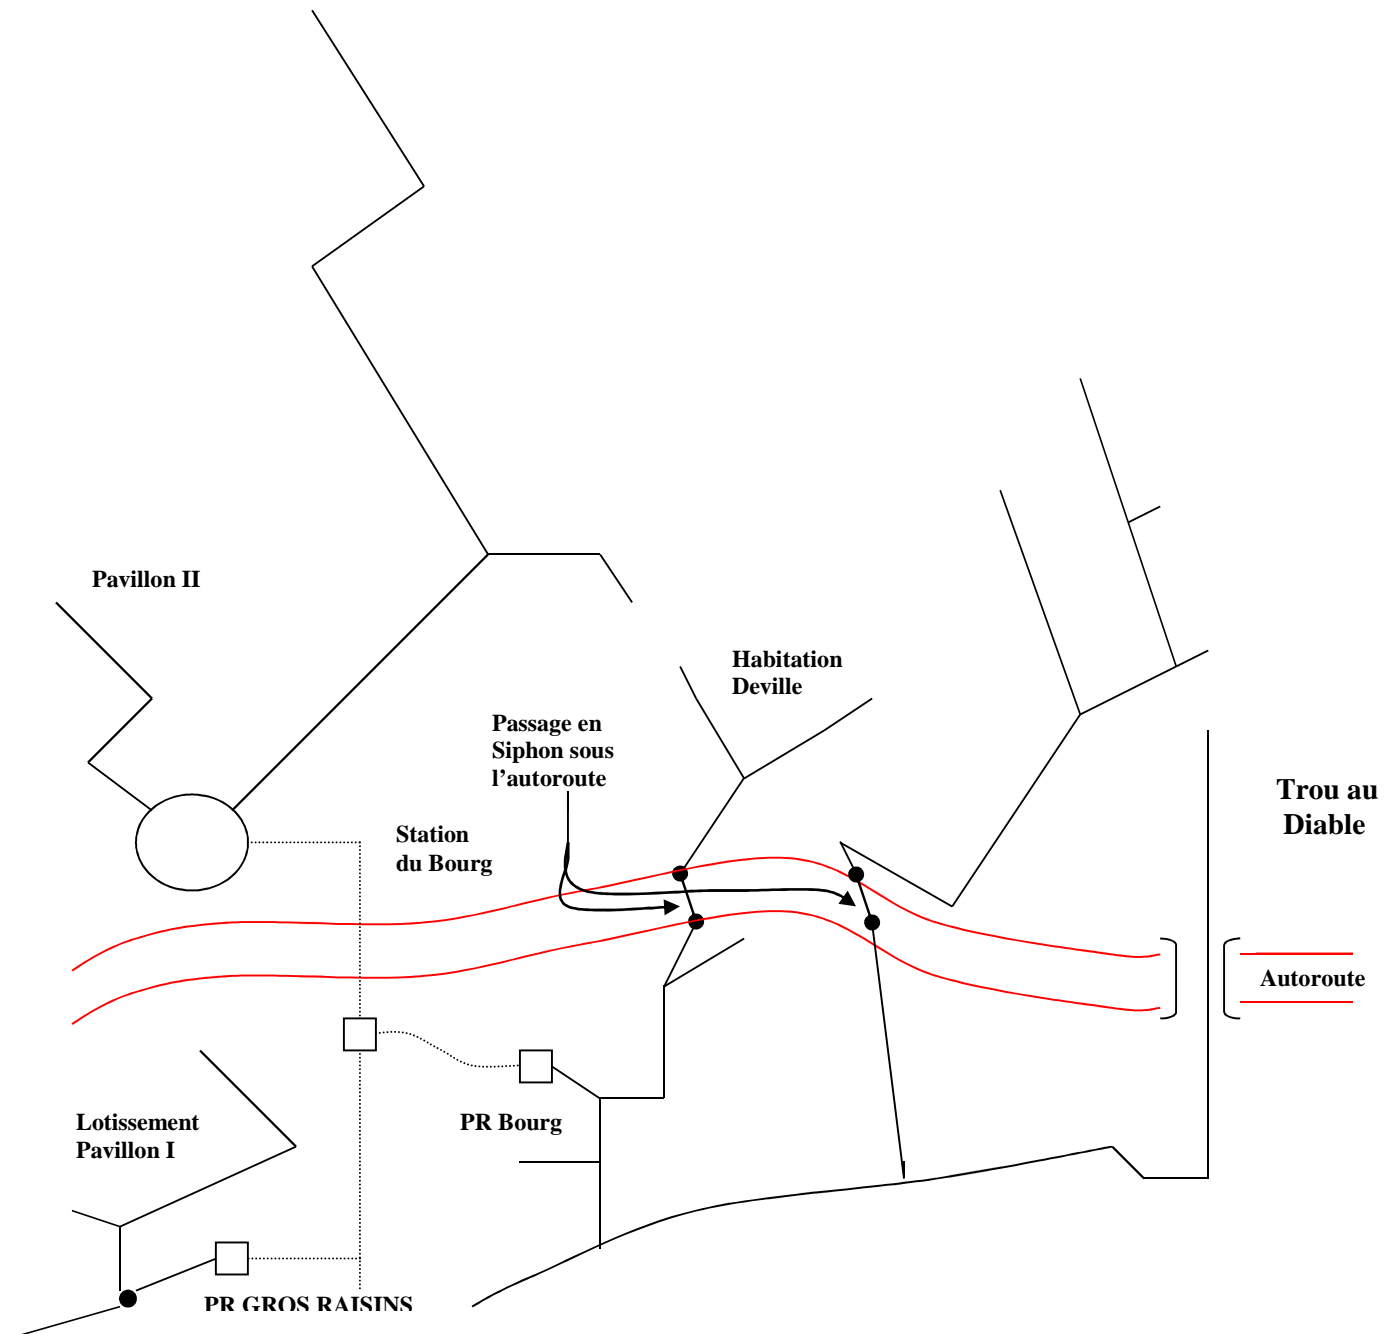 Pavillon II
Habitation
Deville
Passage en
Siphon sous
l'autoroute
Trou au
Diable
Station
du Bourg
Autoroute
Lotissement
Pavillon I
PR Bourg
PR GROS RAISINS